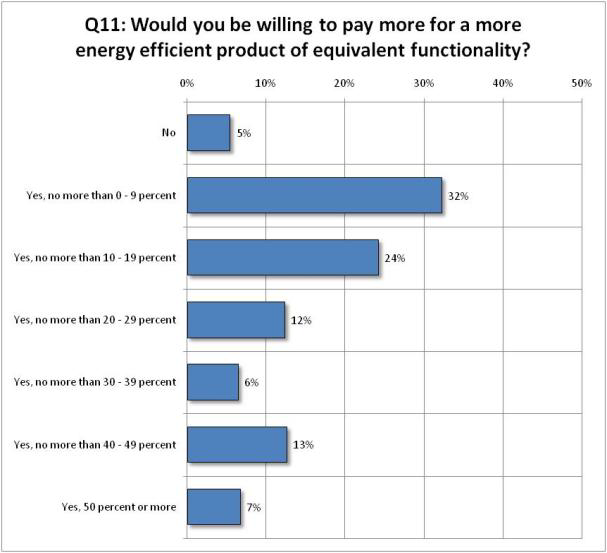 Q11: Would you be willing to pay more for a more
energy efficient product of equivalent functionality?
0% 10% 20% 30% 40% 50%
No 5%
Yes, no more than 0 - 9 percent 32%
Yes, no more than 10 - 19 percent 24%
Yes, no more than 20 - 29 percent 12%
Yes, no more than 30 - 39 percent 6%
Yes, no more than 40 - 49 percent 13%
Yes, 50 percent or more 7%